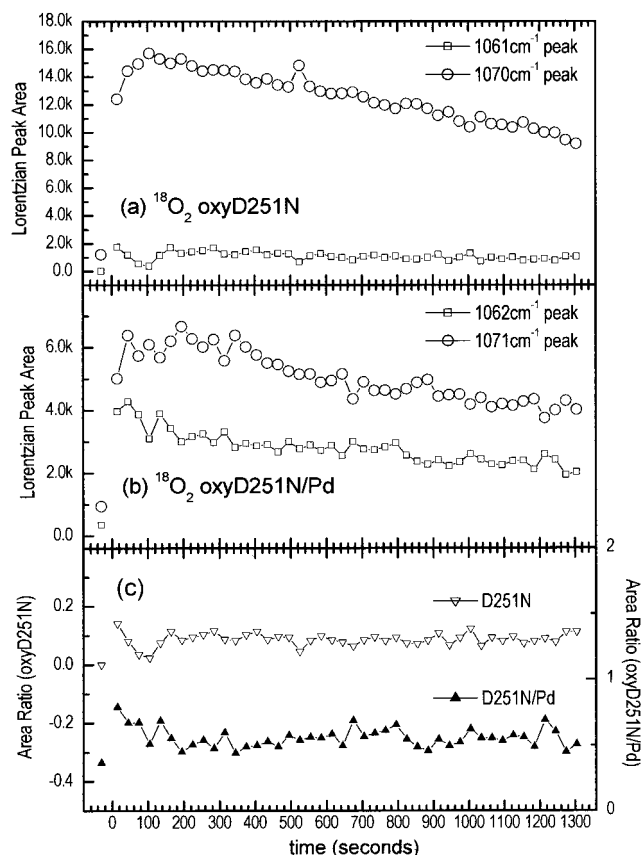 18.0k
16.0k
14.0k
12.0k
10.0k
8.0k
6.0k
4.0k
2.0k
0.0
Lorentzian Peak Area
1061cm⁻¹ peak
1070cm⁻¹ peak
(a) ¹⁸O₂ oxyD251N
6.0k
4.0k
2.0k
0.0
Lorentzian Peak Area
1062cm⁻¹ peak
1071cm⁻¹ peak
(b) ¹⁸O₂ oxyD251N/Pd
(c)
0.2
0.0
-0.2
-0.4
Area Ratio (oxyD251N)
D251N
D251N/Pd
2
1
0
Area Ratio (oxyD251N/Pd)
0 100 200 300 400 500 600 700 800 900 1000 1100 1200 1300
time (seconds)